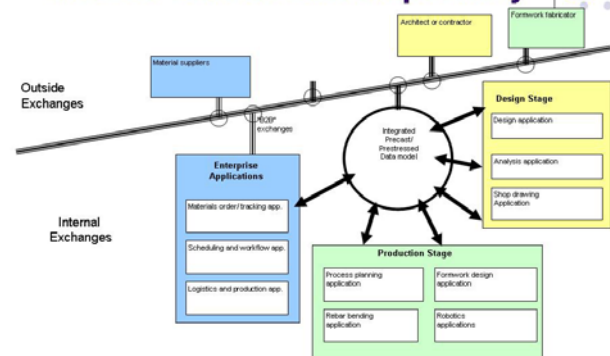 Architect or contractor
Formwork fabricator
Material suppliers
Outside
Exchanges
"B2B"
exchanges
Integrated
Precast/
Prestressed
Data model
Design Stage
Design application
Analysis application
Shop drawing
Application
Enterprise
Applications
Materials order/ tracking app.
Scheduling and workflow app.
Logistics and production app.
Internal
Exchanges
Production Stage
Process planning
application
Formwork design
application
Rebar bending
application
Robotics
applications